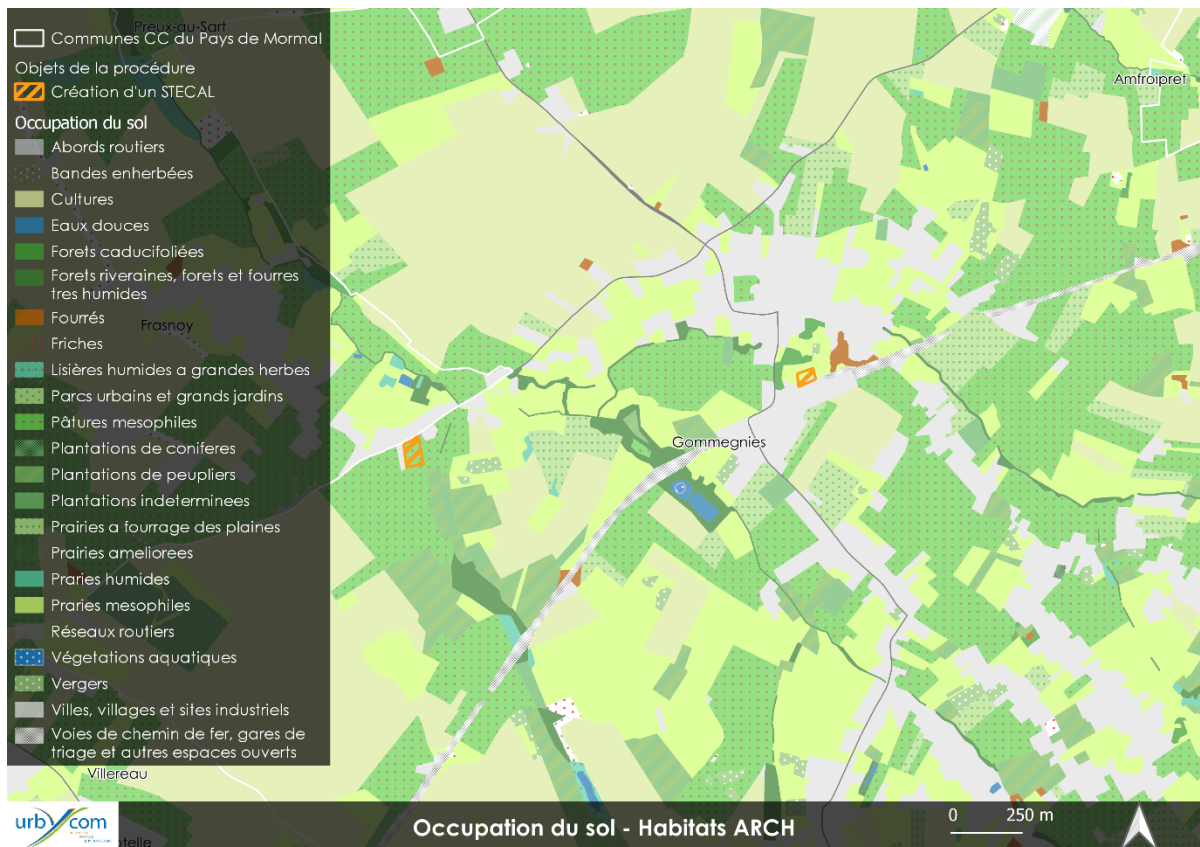 Preux-au-Sart
Communes CC du Pays de Mormal
Objets de la procédure
Création d'un STECAL
Occupation du sol
Abords routiers
Bandes enherbées
Cultures
Eaux douces
Forets caducifoliées
Forets riveraines, forets et fourres
tres humides
Fourrés
Friches
Lisières humides a grandes herbes
Parcs urbains et grands jardins
Pâtures mesophiles
Plantations de coniferes
Plantations de peupliers
Plantations indeterminees
Prairies a fourrage des plaines
Prairies ameliorees
Praries humides
Praries mesophiles
Réseaux routiers
Végetations aquatiques
Vergers
Villes, villages et sites industriels
Voies de chemin de fer, gares de
triage et autres espaces ouverts
Frasnoy
Villereau
Amfroipret
Gommegnies
urbycom
otelle
Occupation du sol - Habitats ARCH
0 250 m